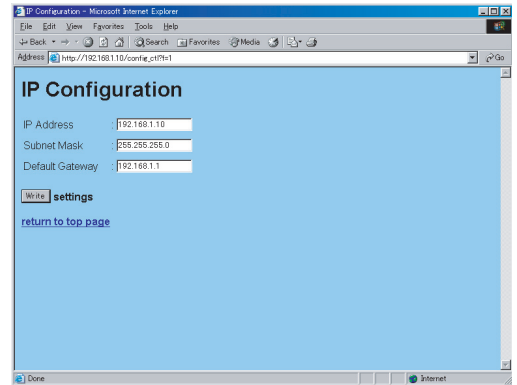 IP Configuration - Microsoft Internet Explorer
File Edit View Favorites Tools Help
Back Search Favorites Media
Address http://192.168.1.10/config_ctl?f=1 Go
IP Configuration
IP Address : 192.168.1.10
Subnet Mask : 255.255.255.0
Default Gateway : 192.168.1.1
Write settings
return to top page
Done Internet